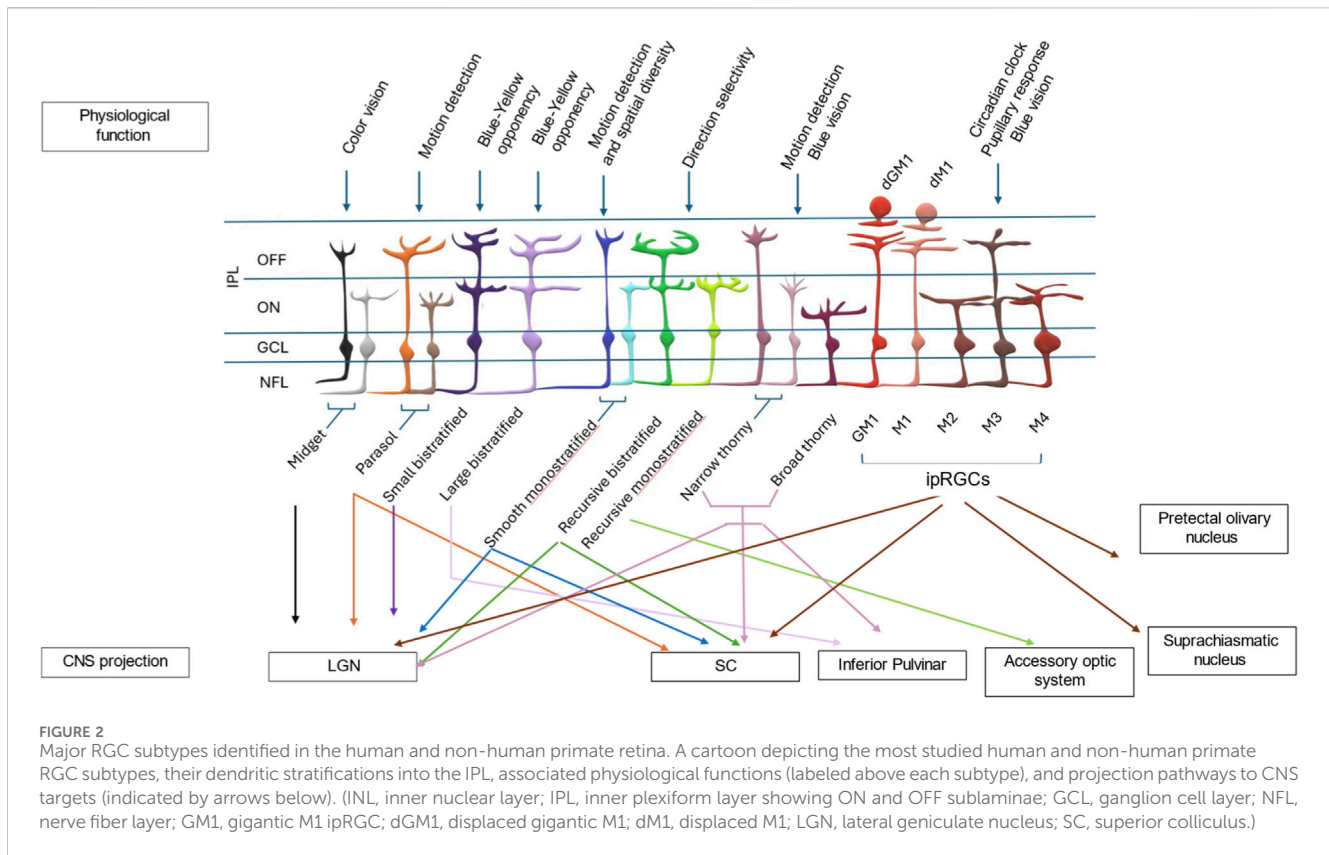 Physiological
function
Color vision
Motion detection
Blue-Yellow
opponency
Blue-Yellow
opponency
Motion detection
and spatial diversity
Direction selectivity
Motion detection
Blue vision
dGM1
dM1
Circadian clock
Pupillary response
Blue vision
IPL
OFF
ON
GCL
NFL
Midget
Parasol
Small bistratified
Large bistratified
Smooth monostratified
Recursive bistratified
Recursive monostratified
Narrow thorny
Broad thorny
GM1
M1
M2
M3
M4
ipRGCs
Pretectal olivary
nucleus
CNS projection
LGN
SC
Inferior Pulvinar
Accessory optic
system
Suprachiasmatic
nucleus
FIGURE 2
Major RGC subtypes identified in the human and non-human primate retina. A cartoon depicting the most studied human and non-human primate
RGC subtypes, their dendritic stratifications into the IPL, associated physiological functions (labeled above each subtype), and projection pathways to CNS
targets (indicated by arrows below). (INL, inner nuclear layer; IPL, inner plexiform layer showing ON and OFF sublaminae; GCL, ganglion cell layer; NFL,
nerve fiber layer; GM1, gigantic M1 ipRGC; dGM1, displaced gigantic M1; dM1, displaced M1; LGN, lateral geniculate nucleus; SC, superior colliculus.)